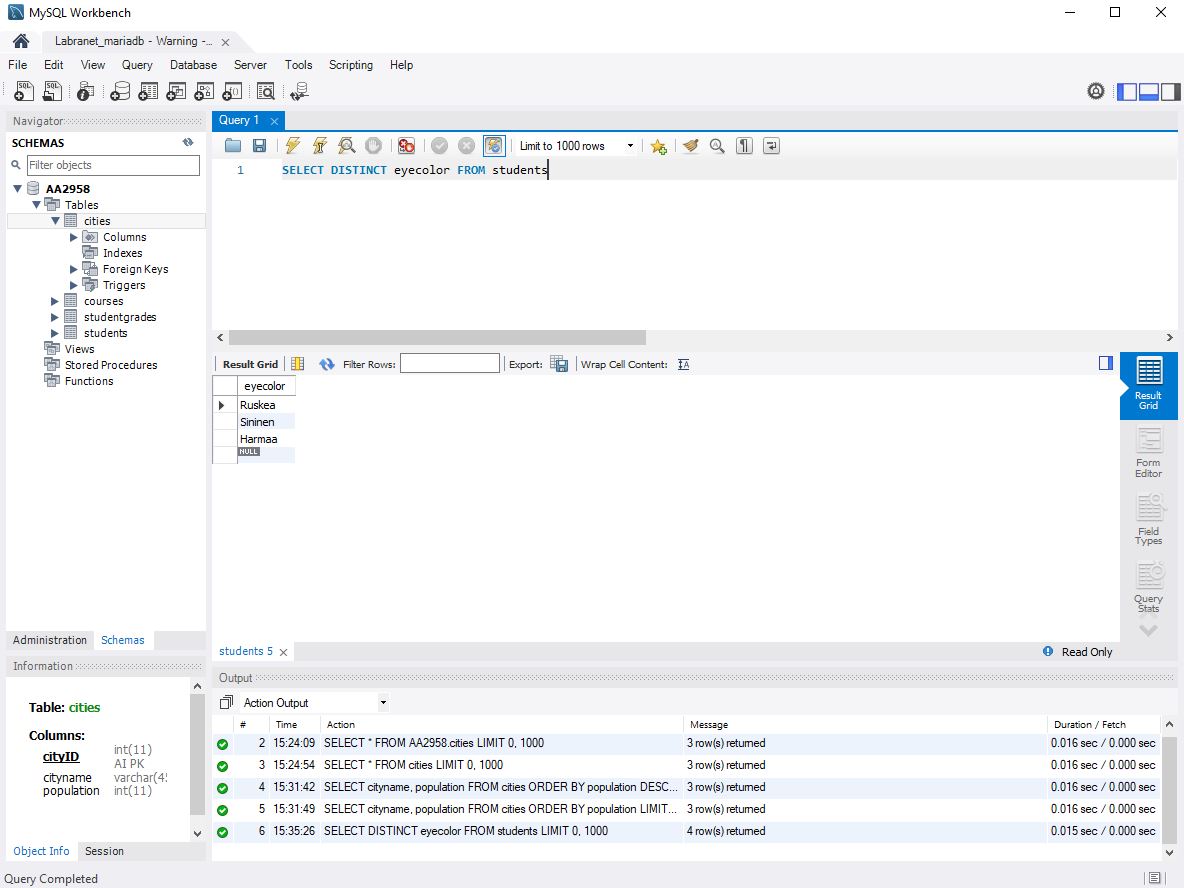 MySQL Workbench
Labranet_mariadb - Warning -...
File Edit View Query Database Server Tools Scripting Help
Navigator
Query 1
SCHEMAS
Filter objects
Limit to 1000 rows
1 SELECT DISTINCT eyecolor FROM students
AA2958
Tables
cities
Columns
Indexes
Foreign Keys
Triggers
courses
studentgrades
students
Views
Stored Procedures
Functions
Result Grid Filter Rows: Export: Wrap Cell Content:
eyecolor
Ruskea
Sininen
Harmaa
NULL
Result
Grid
Form
Editor
Field
Types
Query
Stats
Administration Schemas
students 5
Read Only
Information
Table: cities
Columns:
cityID int(11)
AI PK
cityname varchar(4
population int(11)
Object Info Session
Output
Action Output
# Time Action Message Duration / Fetch
2 15:24:09 SELECT * FROM AA2958.cities LIMIT 0, 1000 3 row(s) returned 0.016 sec / 0.000 sec
3 15:24:54 SELECT * FROM cities LIMIT 0, 1000 3 row(s) returned 0.016 sec / 0.000 sec
4 15:31:42 SELECT cityname, population FROM cities ORDER BY population DESC... 3 row(s) returned 0.016 sec / 0.000 sec
5 15:31:49 SELECT cityname, population FROM cities ORDER BY population LIMIT... 3 row(s) returned 0.016 sec / 0.000 sec
6 15:35:26 SELECT DISTINCT eyecolor FROM students LIMIT 0, 1000 4 row(s) returned 0.015 sec / 0.000 sec
Query Completed